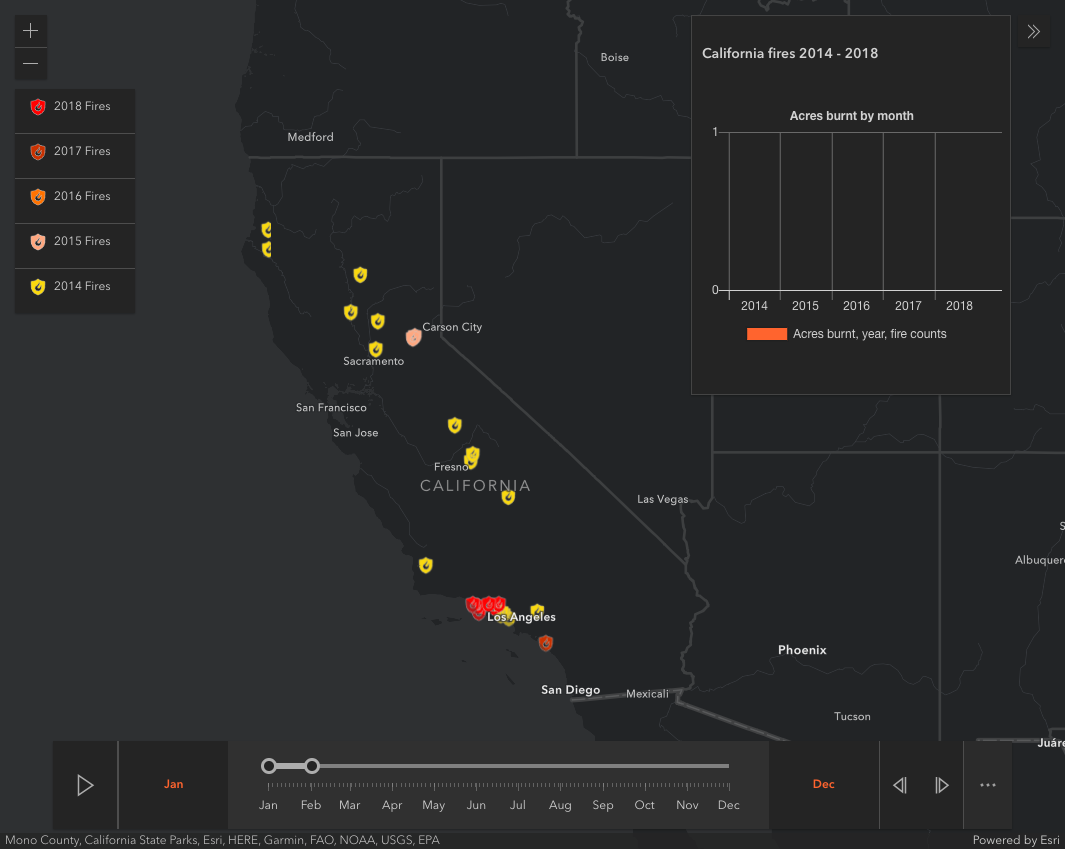 +
Boise
California fires 2014 - 2018
2018 Fires
Acres burnt by month
Medford
1
2017 Fires
2016 Fires
2015 Fires
2014 Fires
0
2014 2015 2016 2017 2018
Carson City
Acres burnt, year, fire counts
Sacramento
San Francisco
San Jose
Fresno
CALIFORNIA
Las Vegas
Albuquer
Los Angeles
Phoenix
San Diego
Mexicali
Tucson
Juáre
Jan
Dec
Jan Feb Mar Apr May Jun Jul Aug Sep Oct Nov Dec
Mono County, California State Parks, Esri, HERE, Garmin, FAO, NOAA, USGS, EPA
Powered by Esri